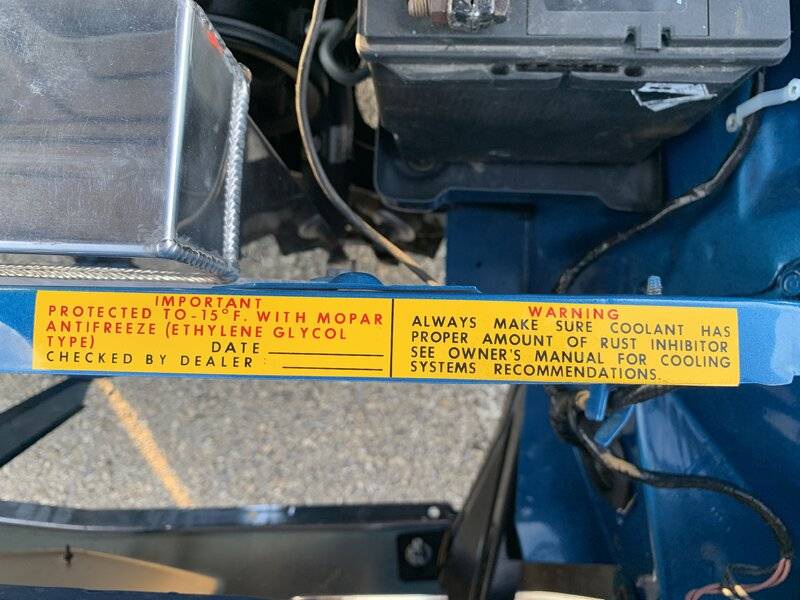 IMPORTANT
PROTECTED TO -15°F. WITH MOPAR
ANTIFREEZE (ETHYLENE GLYCOL
TYPE)
DATE
CHECKED BY DEALER
WARNING
ALWAYS MAKE SURE COOLANT HAS
PROPER AMOUNT OF RUST INHIBITOR
SEE OWNER'S MANUAL FOR COOLING
SYSTEMS RECOMMENDATIONS.